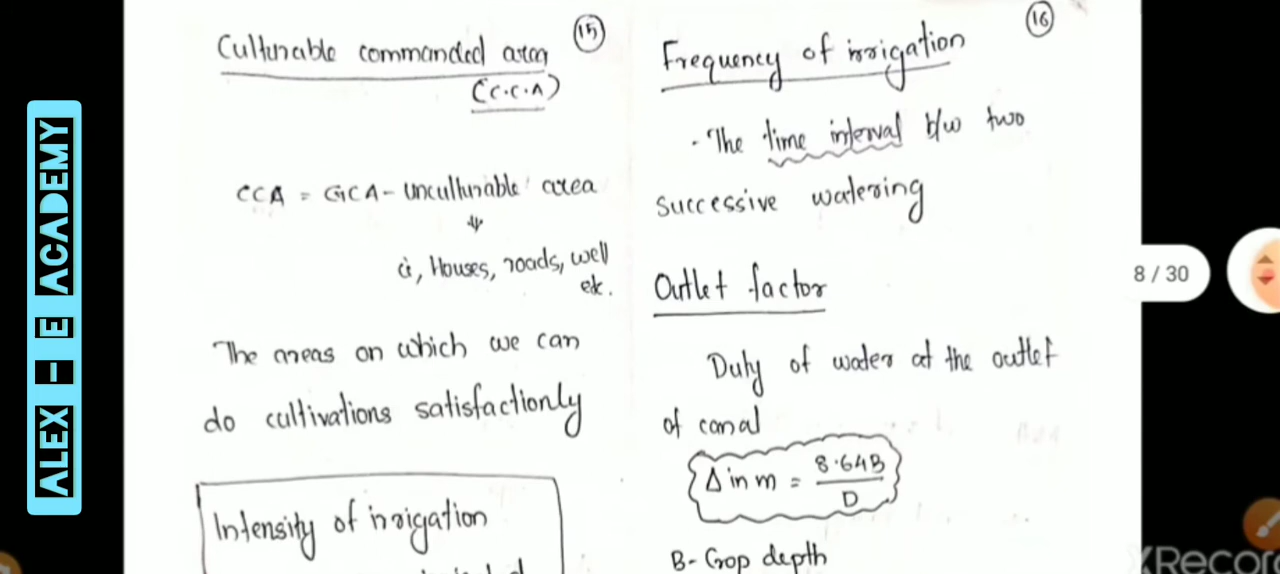 ALEX - E ACADEMY
15
Culturable commanded area
(C.C.A)
CCA = GCA - unculturable area
ie, Houses, roads, well
etc.
The areas on which we can
do cultivations satisfactionly
Intensity of irrigation
16
Frequency of irrigation
. The time interval b/w two
successive watering
Outlet factor
Duty of water at the outlet
of canal
Δ in m = 8.64B / D
B - Crop depth
8 / 30
XRecor